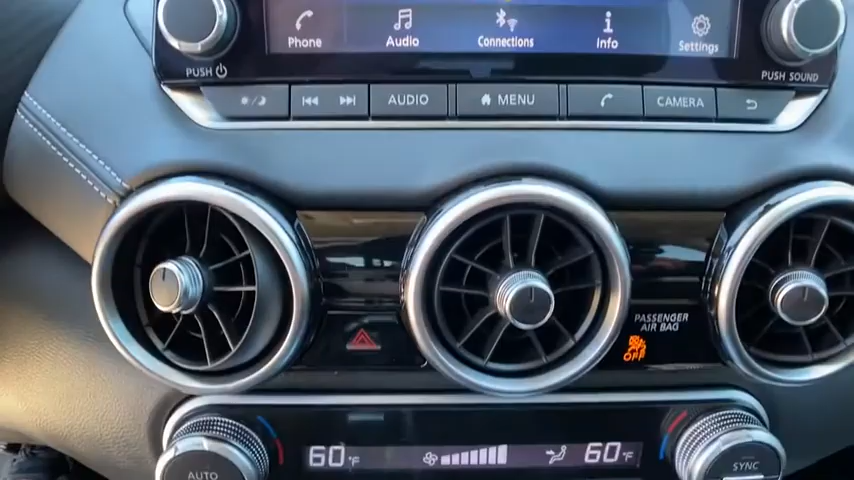 Phone Audio Connections Info Settings
PUSH PUSH SOUND
AUDIO MENU CAMERA
PASSENGER
AIR BAG
OFF
60°F 60°F
AUTO SYNC